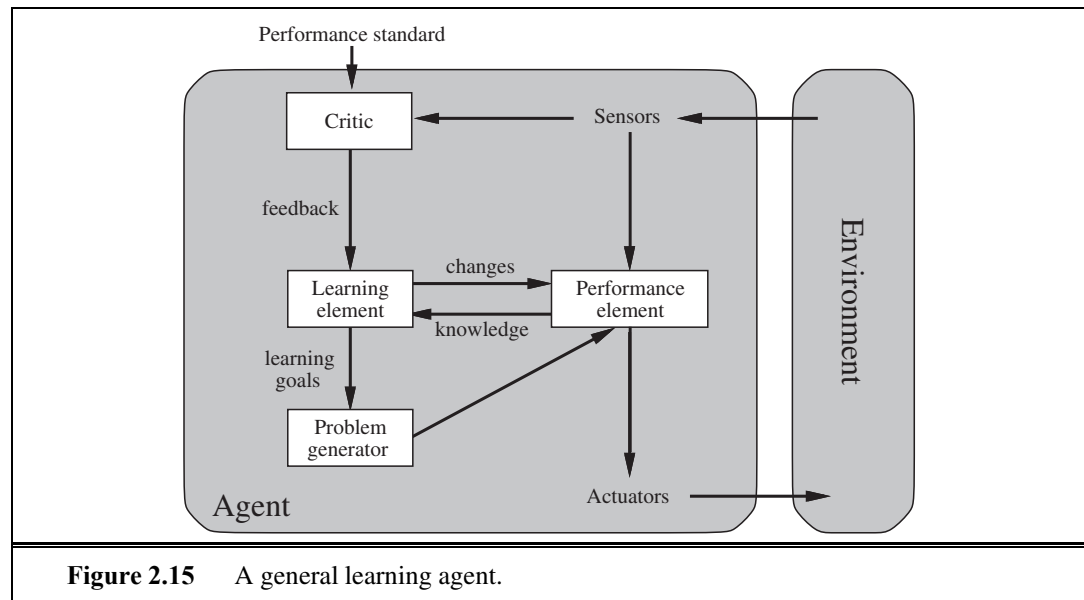 Performance standard
Critic
Sensors
feedback
Learning
element
changes
Performance
element
knowledge
learning
goals
Problem
generator
Actuators
Agent
Environment
Figure 2.15 A general learning agent.